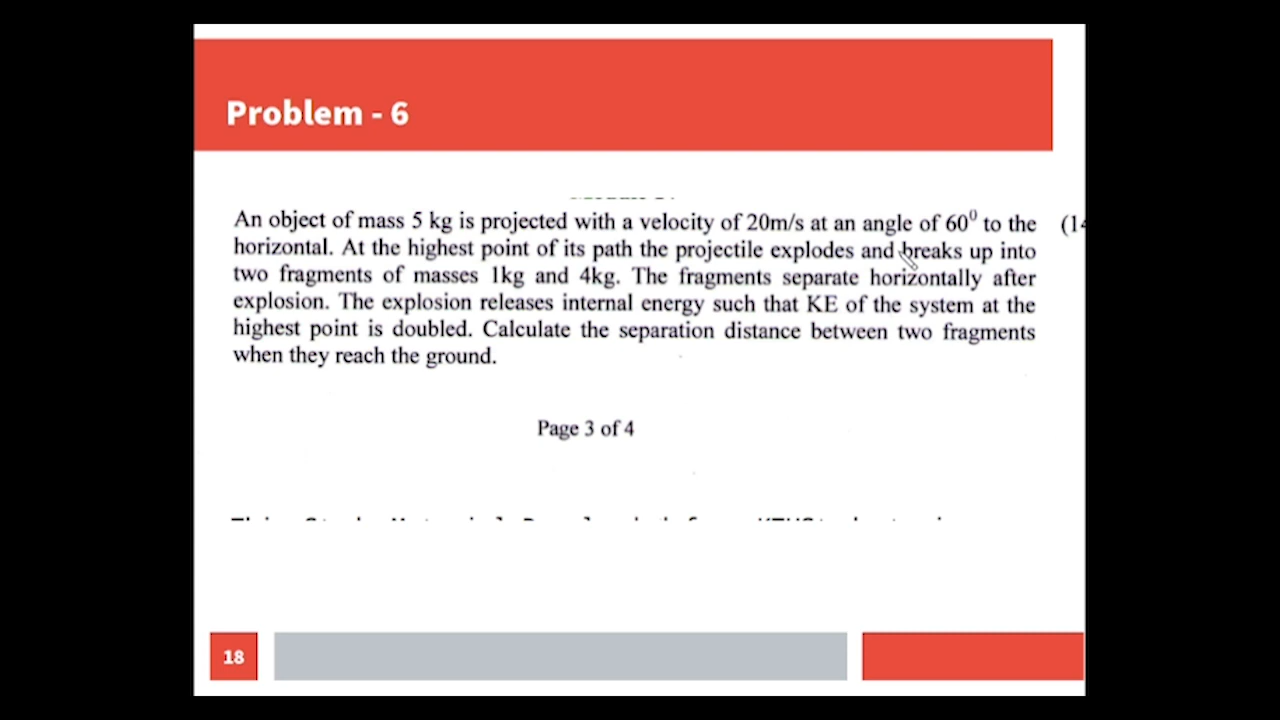 Problem - 6
An object of mass 5 kg is projected with a velocity of 20m/s at an angle of 60⁰ to the
horizontal. At the highest point of its path the projectile explodes and breaks up into
two fragments of masses 1kg and 4kg. The fragments separate horizontally after
explosion. The explosion releases internal energy such that KE of the system at the
highest point is doubled. Calculate the separation distance between two fragments
when they reach the ground.
Page 3 of 4
18